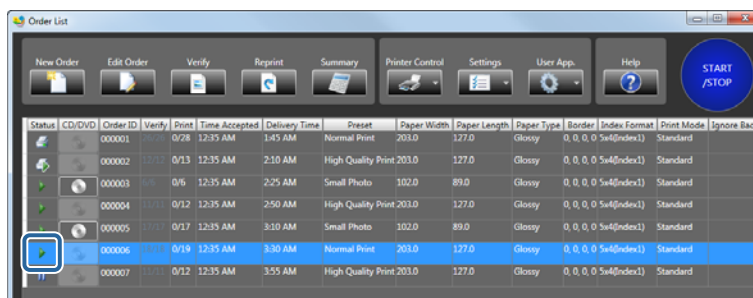 Order List
New Order Edit Order Verify Reprint Summary Printer Control Settings User App. Help
START
/STOP
Status CD/DVD Order ID Verify Print Time Accepted Delivery Time Preset Paper Width Paper Length Paper Type Border Index Format Print Mode Ignore Bac
000001 0/28 12:35 AM 1:45 AM Normal Print 203.0 127.0 Glossy 0, 0, 0, 0 5x4(Index1) Standard
000002 12/12 0/13 12:35 AM 2:10 AM High Quality Print 203.0 127.0 Glossy 0, 0, 0, 0 5x4(Index1) Standard
000003 6/6 0/6 12:35 AM 2:25 AM Small Photo 102.0 89.0 Glossy 0, 0, 0, 0 5x4(Index1) Standard
000004 11/11 0/12 12:35 AM 2:50 AM High Quality Print 203.0 127.0 Glossy 0, 0, 0, 0 5x4(Index1) Standard
000005 0/17 12:35 AM 3:10 AM Small Photo 102.0 89.0 Glossy 0, 0, 0, 0 5x4(Index1) Standard
000006 0/19 12:35 AM 3:30 AM Normal Print 203.0 127.0 Glossy 0, 0, 0, 0 5x4(Index1) Standard
000007 11/11 0/12 12:35 AM 3:55 AM High Quality Print 203.0 127.0 Glossy 0, 0, 0, 0 5x4(Index1) Standard